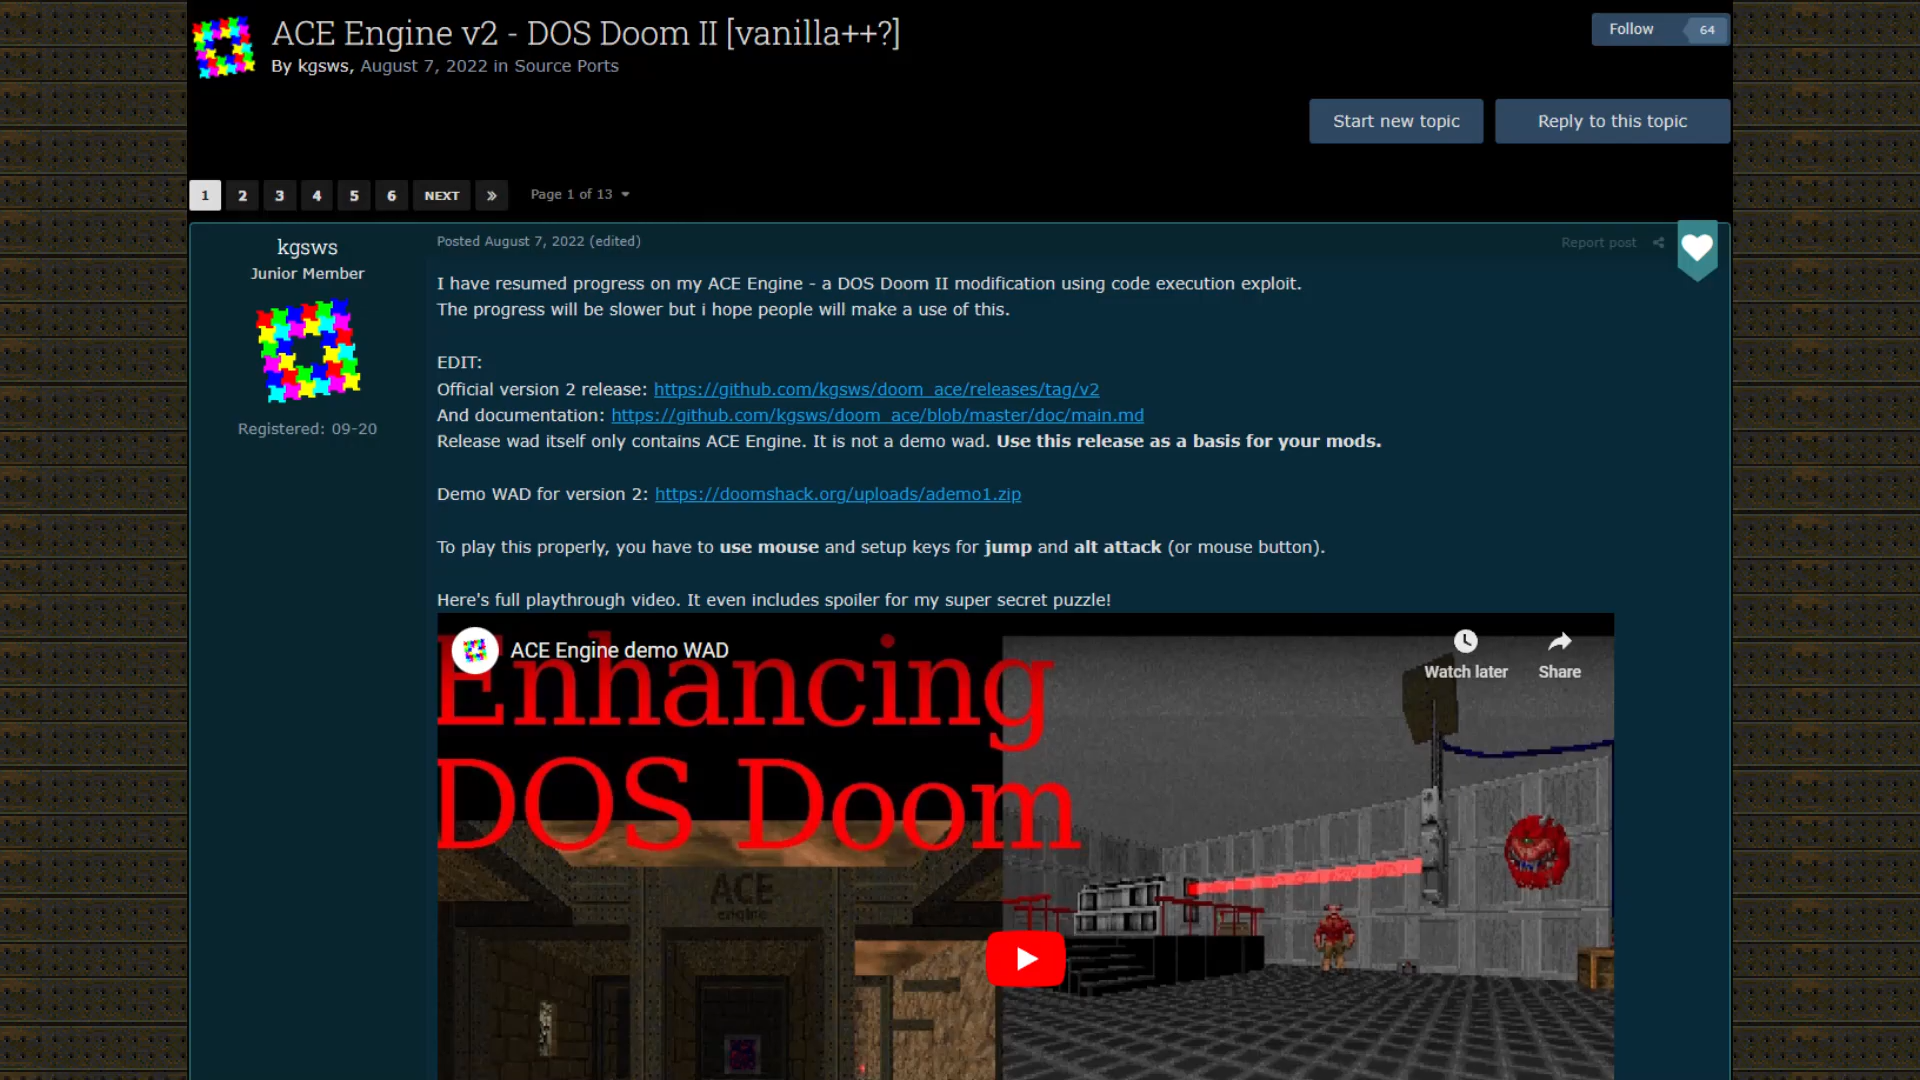 ACE Engine v2 - DOS Doom II [vanilla++?]
By kgsws, August 7, 2022 in Source Ports
Follow 64
Start new topic Reply to this topic
1 2 3 4 5 6 NEXT » Page 1 of 13
kgsws
Junior Member
Registered: 09-20
Posted August 7, 2022 (edited)
Report post
I have resumed progress on my ACE Engine - a DOS Doom II modification using code execution exploit.
The progress will be slower but i hope people will make a use of this.
EDIT:
Official version 2 release: https://github.com/kgsws/doom_ace/releases/tag/v2
And documentation: https://github.com/kgsws/doom_ace/blob/master/doc/main.md
Release wad itself only contains ACE Engine. It is not a demo wad. Use this release as a basis for your mods.
Demo WAD for version 2: https://doomshack.org/uploads/ademo1.zip
To play this properly, you have to use mouse and setup keys for jump and alt attack (or mouse button).
Here's full playthrough video. It even includes spoiler for my super secret puzzle!
ACE Engine demo WAD
Watch later
Share
Enhancing
DOS Doom
ACE
engine